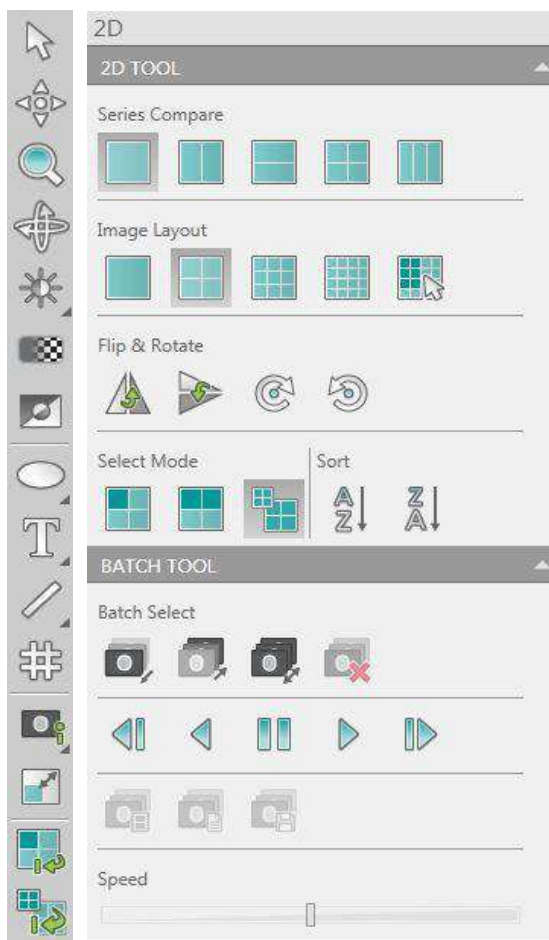 2D
2D TOOL
Series Compare
Image Layout
Flip & Rotate
Select Mode
Sort
A
Z
Z
A
T
BATCH TOOL
Batch Select
Speed